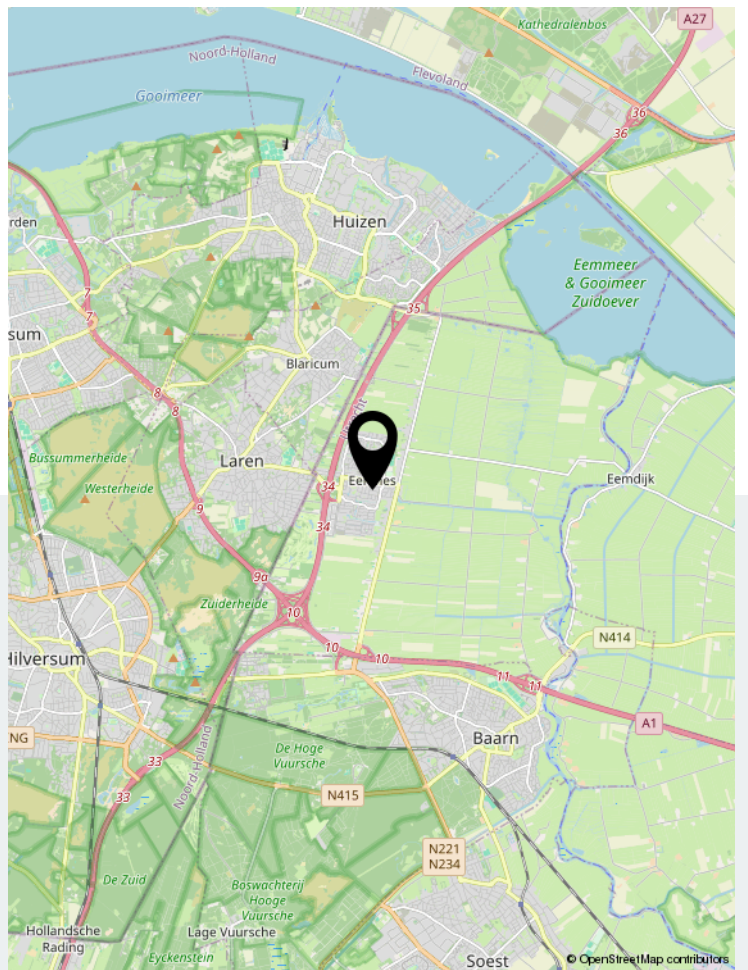 Kathedralenbos
A27
Noord-Holland
Flevoland
Gooimeer
36
36
rden
Huizen
Eemmeer
& Gooimeer
Zuidoever
7
7
35
sum
Blaricum
8
8
Laren
Bussummerheide
Westerheide
34
Eemdijk
9
34
9a
Zuiderheide
10
N414
Hilversum
10
10
11
11
NG
A1
Baarn
De Hoge
Vuursche
33
Noord-Holland
33
N415
N221
N234
De Zuid
Boswachterij
Hooge
Vuursche
Hollandsche
Rading
Lage Vuursche
Eyckenstein
Soest
© OpenStreetMap contributors